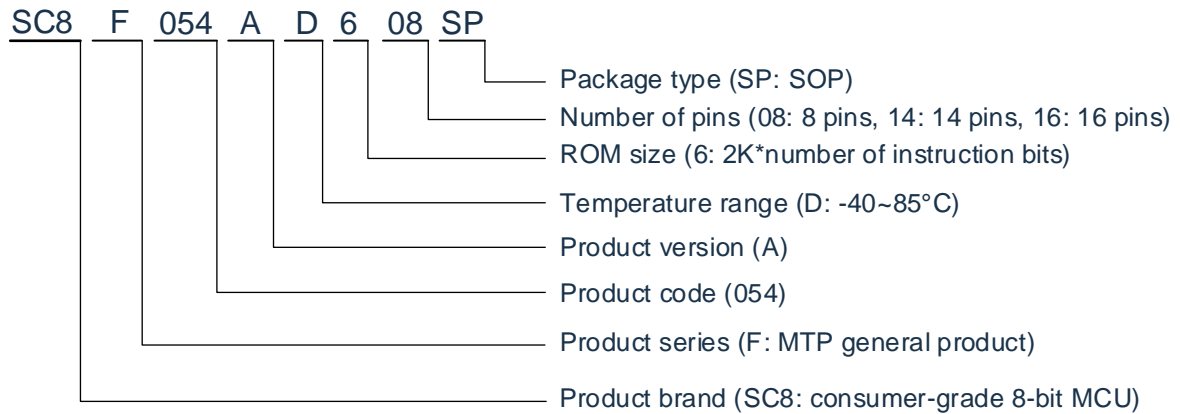 SC8 F 054 A D 6 08 SP
Package type (SP: SOP)
Number of pins (08: 8 pins, 14: 14 pins, 16: 16 pins)
ROM size (6: 2K*number of instruction bits)
Temperature range (D: -40~85°C)
Product version (A)
Product code (054)
Product series (F: MTP general product)
Product brand (SC8: consumer-grade 8-bit MCU)